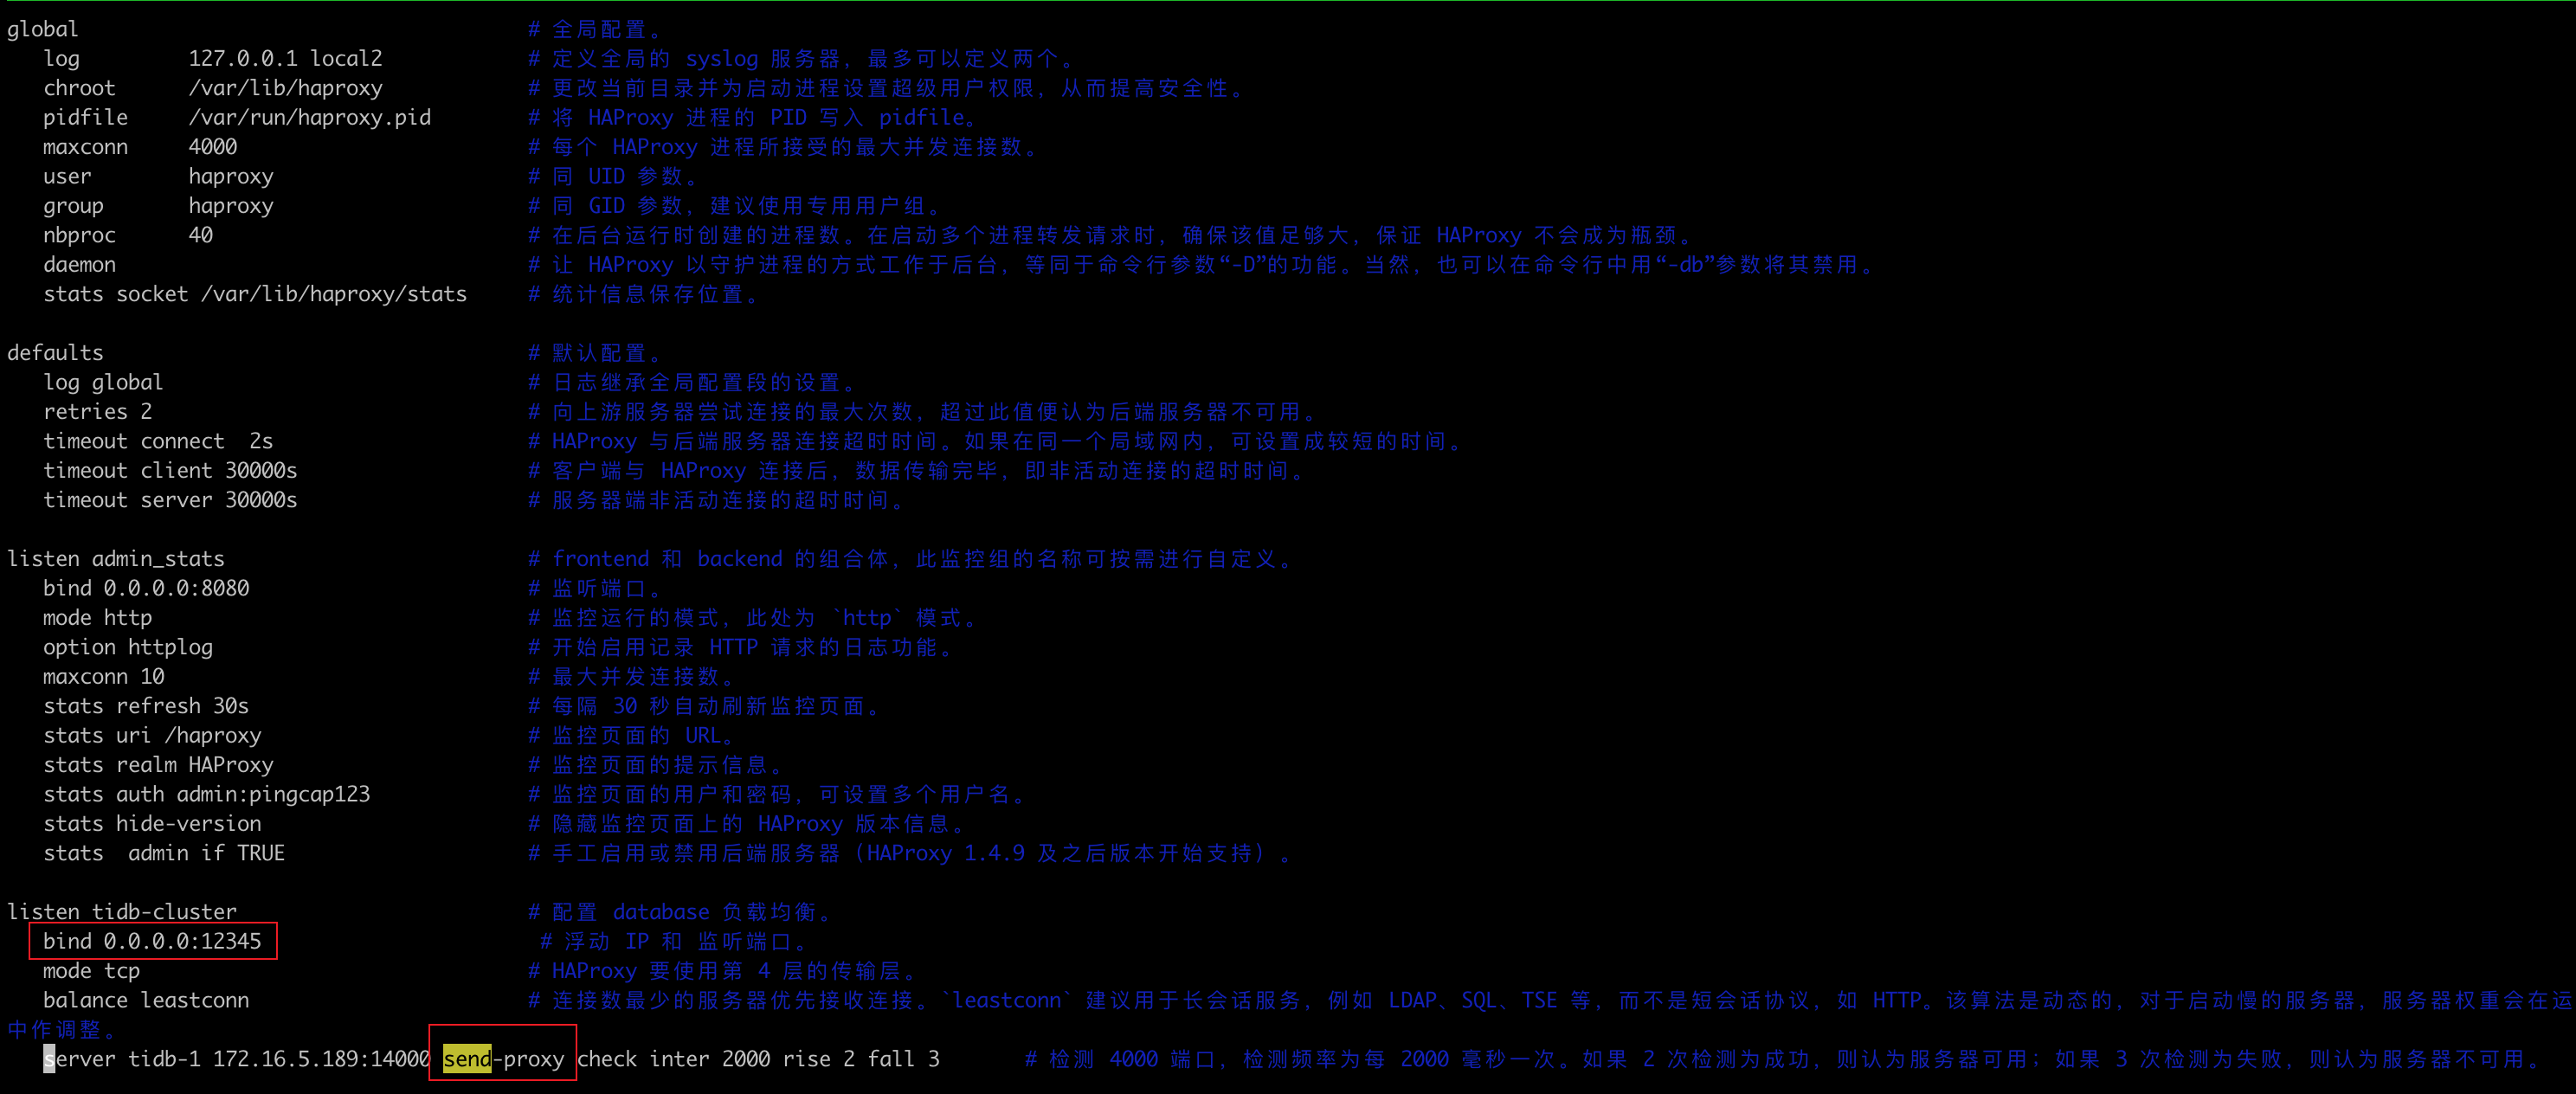 global # 全局配置。
log 127.0.0.1 local2 # 定义全局的 syslog 服务器，最多可以定义两个。
chroot /var/lib/haproxy # 更改当前目录并为启动进程设置超级用户权限，从而提高安全性。
pidfile /var/run/haproxy.pid # 将 HAProxy 进程的 PID 写入 pidfile。
maxconn 4000 # 每个 HAProxy 进程所接受的最大并发连接数。
user haproxy # 同 UID 参数。
group haproxy # 同 GID 参数，建议使用专用用户组。
nbproc 40 # 在后台运行时创建的进程数。在启动多个进程转发请求时，确保该值足够大，保证 HAProxy 不会成为瓶颈。
daemon # 让 HAProxy 以守护进程的方式工作于后台，等同于命令行参数“-D”的功能。当然，也可以在命令行中用“-db”参数将其禁用。
stats socket /var/lib/haproxy/stats # 统计信息保存位置。
defaults # 默认配置。
log global # 日志继承全局配置段的设置。
retries 2 # 向上游服务器尝试连接的最大次数，超过此值便认为后端服务器不可用。
timeout connect 2s # HAProxy 与后端服务器连接超时时间。如果在同一个局域网内，可设置成较短的时间。
timeout client 30000s # 客户端与 HAProxy 连接后，数据传输完毕，即非活动连接的超时时间。
timeout server 30000s # 服务器端非活动连接的超时时间。
listen admin_stats # frontend 和 backend 的组合体，此监控组的名称可按需进行自定义。
bind 0.0.0.0:8080 # 监听端口。
mode http # 监控运行的模式，此处为 `http` 模式。
option httplog # 开始启用记录 HTTP 请求的日志功能。
maxconn 10 # 最大并发连接数。
stats refresh 30s # 每隔 30 秒自动刷新监控页面。
stats uri /haproxy # 监控页面的 URL。
stats realm HAProxy # 监控页面的提示信息。
stats auth admin:pingcap123 # 监控页面的用户和密码，可设置多个用户名。
stats hide-version # 隐藏监控页面上的 HAProxy 版本信息。
stats admin if TRUE # 手工启用或禁用后端服务器（HAProxy 1.4.9 及之后版本开始支持）。
listen tidb-cluster # 配置 database 负载均衡。
bind 0.0.0.0:12345 # 浮动 IP 和 监听端口。
mode tcp # HAProxy 要使用第 4 层的传输层。
balance leastconn # 连接数最少的服务器优先接收连接。`leastconn` 建议用于长会话服务，例如 LDAP、SQL、TSE 等，而不是短会话协议，如 HTTP。该算法是动态的，对于启动慢的服务器，服务器权重会在运
中作调整。
server tidb-1 172.16.5.189:14000 send-proxy check inter 2000 rise 2 fall 3 # 检测 4000 端口，检测频率为每 2000 毫秒一次。如果 2 次检测为成功，则认为服务器可用；如果 3 次检测为失败，则认为服务器不可用。